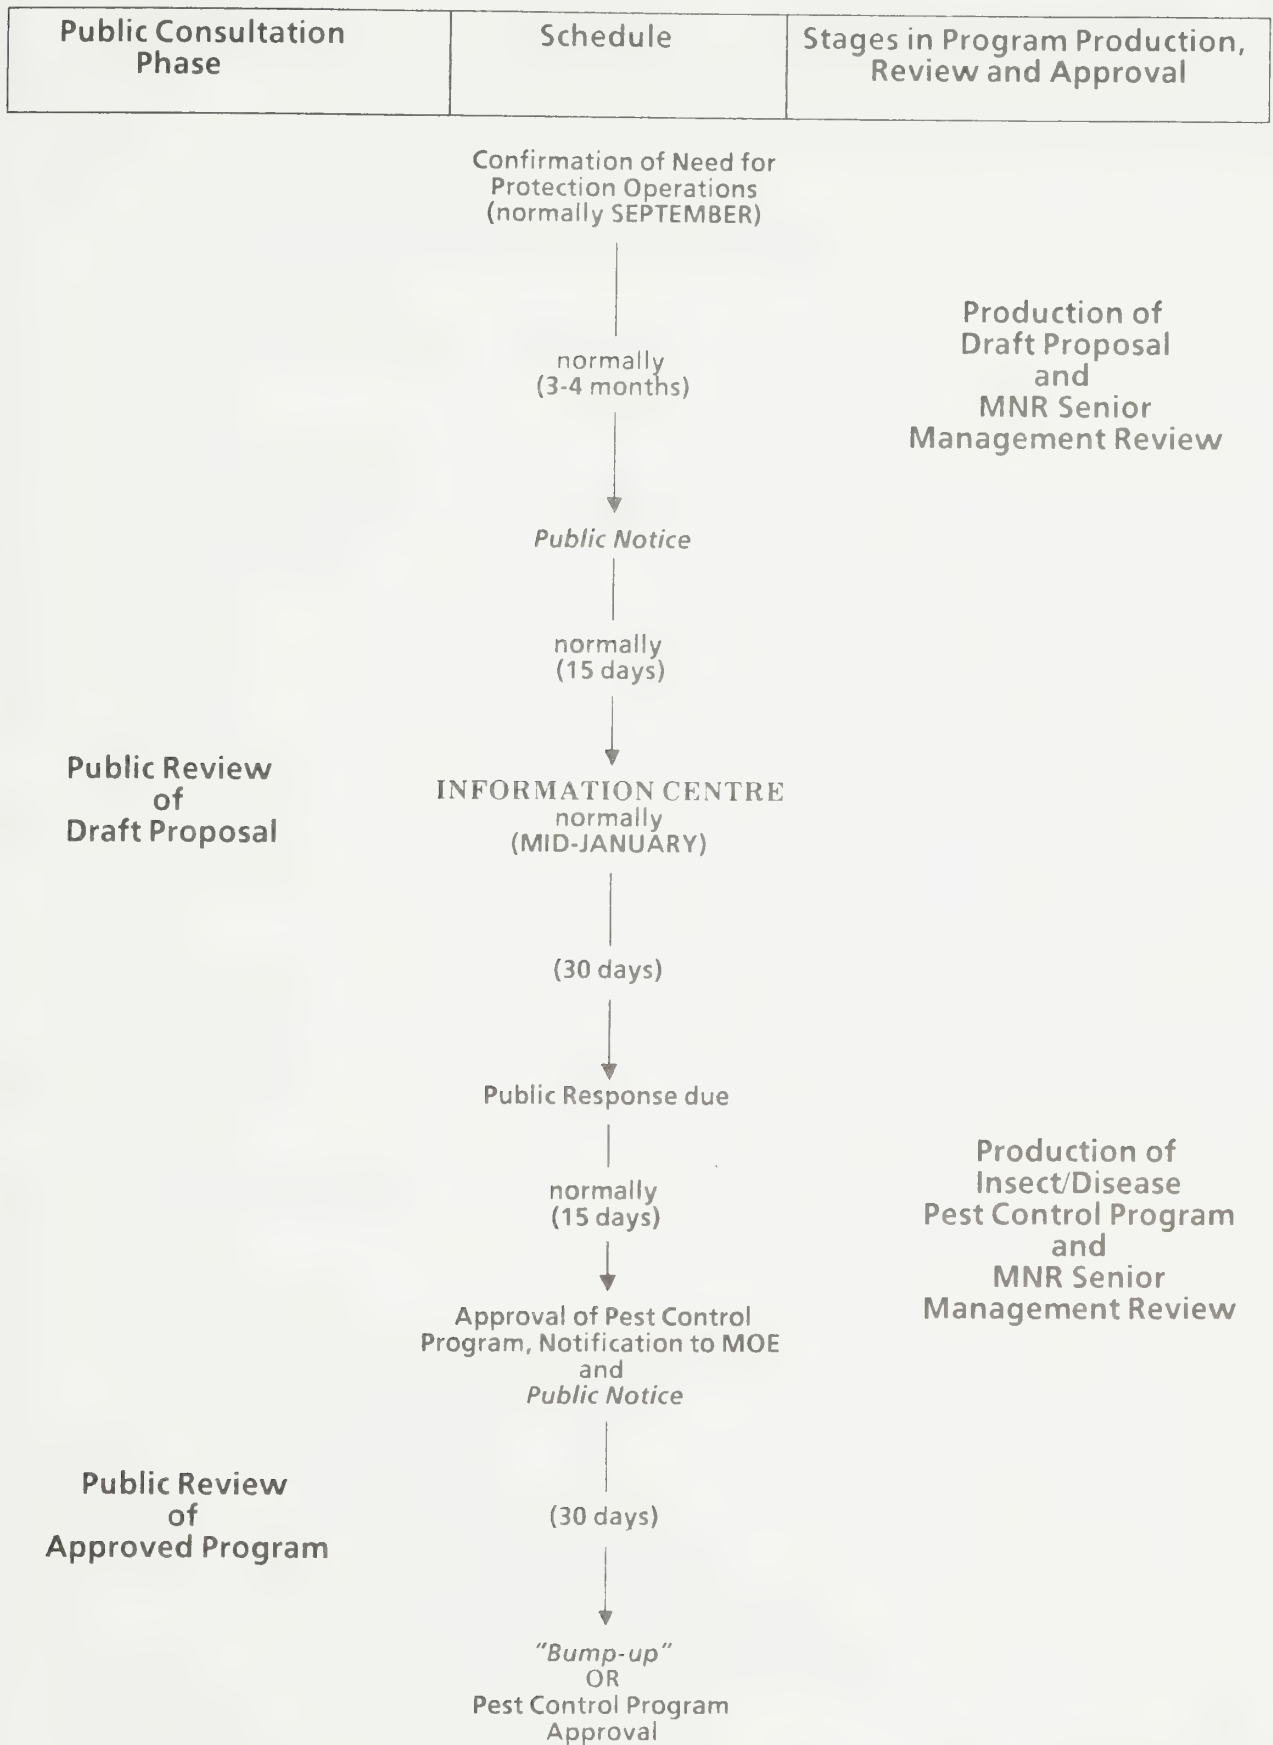 Public Consultation
Phase
Schedule
Stages in Program Production,
Review and Approval
Confirmation of Need for
Protection Operations
(normally SEPTEMBER)
Production of
Draft Proposal
and
MNR Senior
Management Review
normally
(3-4 months)
Public Notice
normally
(15 days)
Public Review
of
Draft Proposal
INFORMATION CENTRE
normally
(MID-JANUARY)
(30 days)
Public Response due
Production of
Insect/Disease
Pest Control Program
and
MNR Senior
Management Review
normally
(15 days)
Approval of Pest Control
Program, Notification to MOE
and
Public Notice
Public Review
of
Approved Program
(30 days)
"Bump-up"
OR
Pest Control Program
Approval